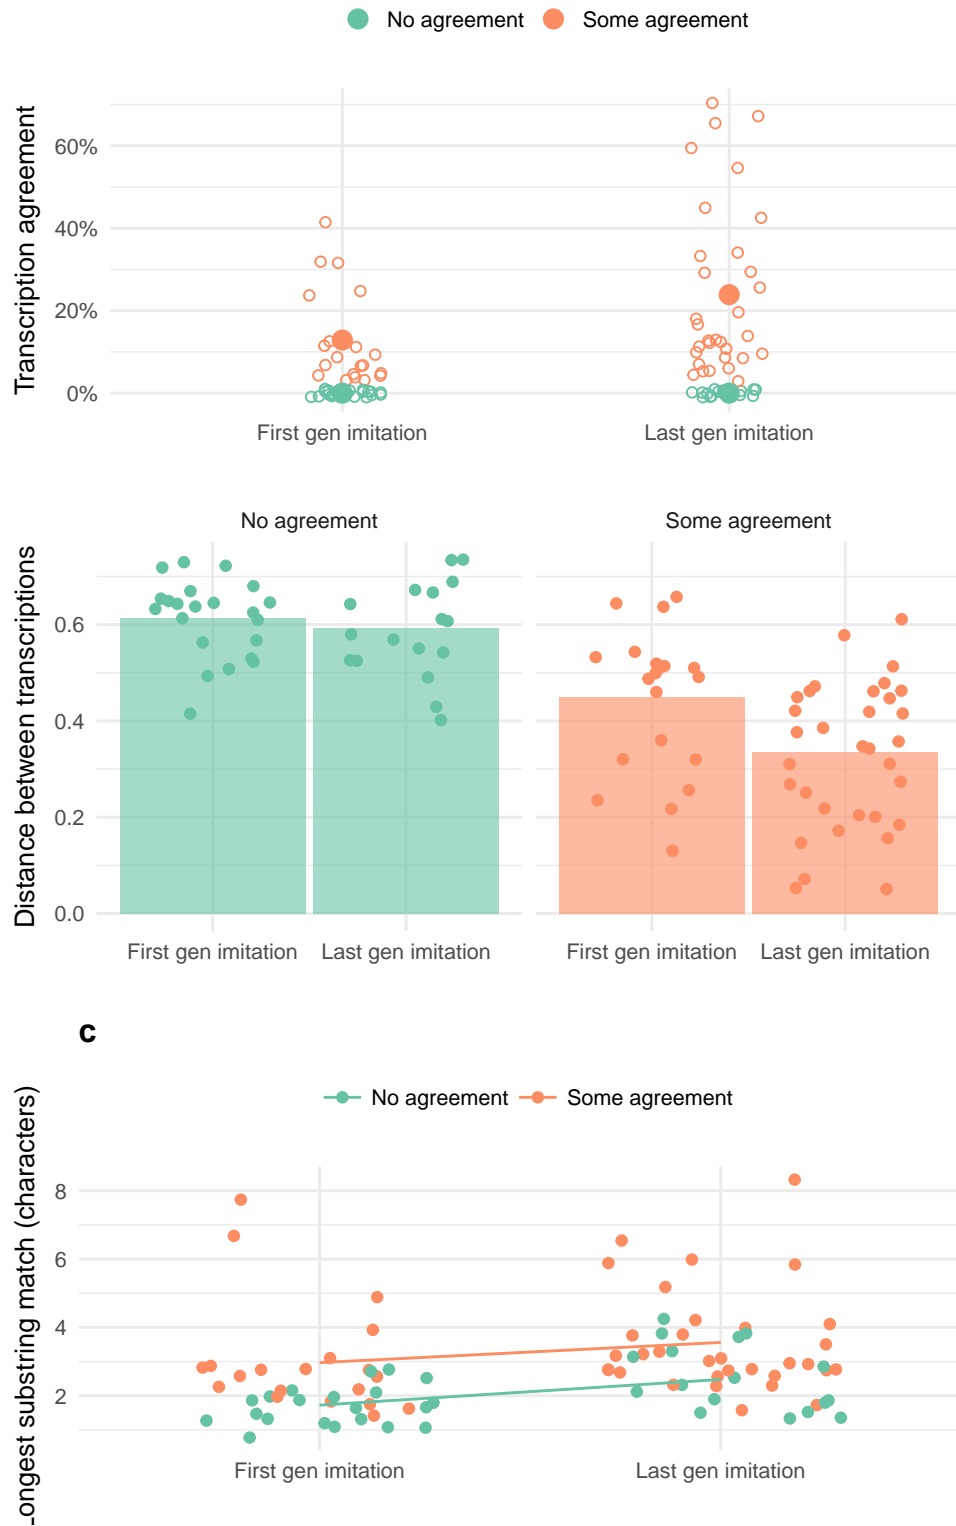 No agreement Some agreement
Transcription agreement
60%
40%
20%
0%
First gen imitation Last gen imitation
No agreement Some agreement
Distance between transcriptions
0.6
0.4
0.2
0.0
First gen imitation Last gen imitation First gen imitation Last gen imitation
c
No agreement Some agreement
Longest substring match (characters)
8
6
4
2
First gen imitation Last gen imitation